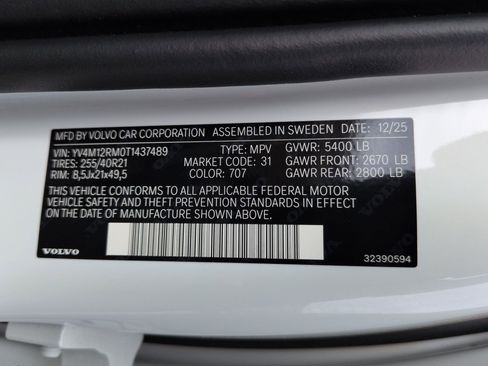 MFD BY VOLVO CAR CORPORATION ASSEMBLED IN SWEDEN 12/25
VIN: YV4M12RM0T1437489 TYPE: MPV GVWR: 5400 LB
TIRES: 255/40R21 MARKET CODE: 31 GAWR FRONT: 2670 LB
RIM: 8,5Jx21x49,5 COLOR: 707 GAWR REAR: 2800 LB
THIS VEHICLE CONFORMS TO ALL APPLICABLE FEDERAL MOTOR
VEHICLE SAFETY AND THEFT PREVENTION STANDARDS IN EFFECT ON
THE DATE OF MANUFACTURE SHOWN ABOVE.
VOLVO 32390594